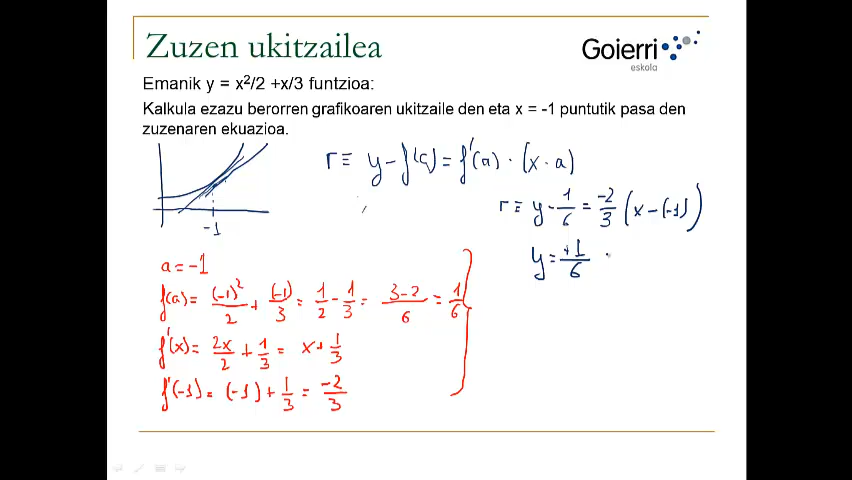 Zuzen ukitzailea
Goierri
eskola
Emanik y = x²/2 +x/3 funtzioa:
Kalkula ezazu berorren grafikoaren ukitzaile den eta x = -1 puntutik pasa den
zuzenaren ekuazioa.
r ≡ y - f(a) = f'(a) · (x · a)
-1
r ≡ y - 1/6 = -2/3 (x - (-1))
y = +1/6
a = -1
f(a) = (-1)²/2 + (-1)/3 = 1/2 - 1/3 = 3-2/6 = 1/6
f'(x) = 2x/2 + 1/3 = x + 1/3
f'(-1) = (-1) + 1/3 = -2/3